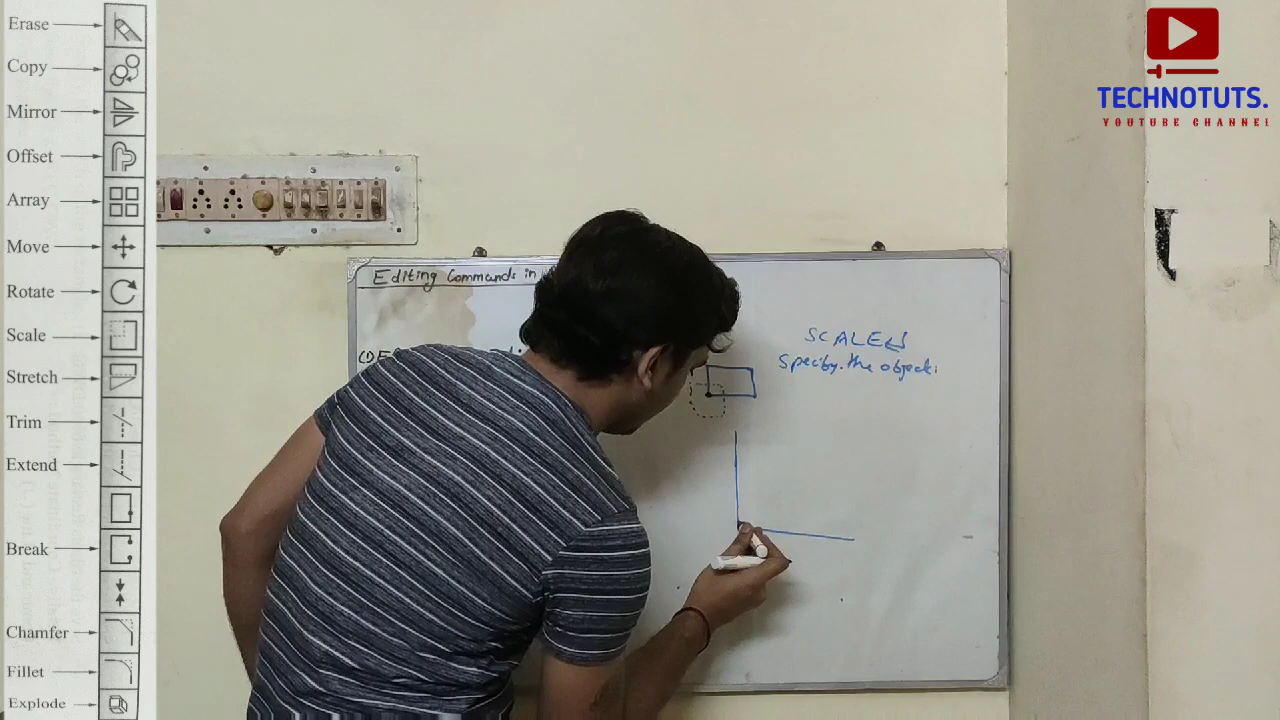 Erase
Copy
Mirror
Offset
Array
Move
Rotate
Scale
Stretch
Trim
Extend
Break
Chamfer
Fillet
Explode
TECHNOTUTS.
YOUTUBE CHANNEL
Editing Commands in
(1) E
SCALE↵
Specify the object: